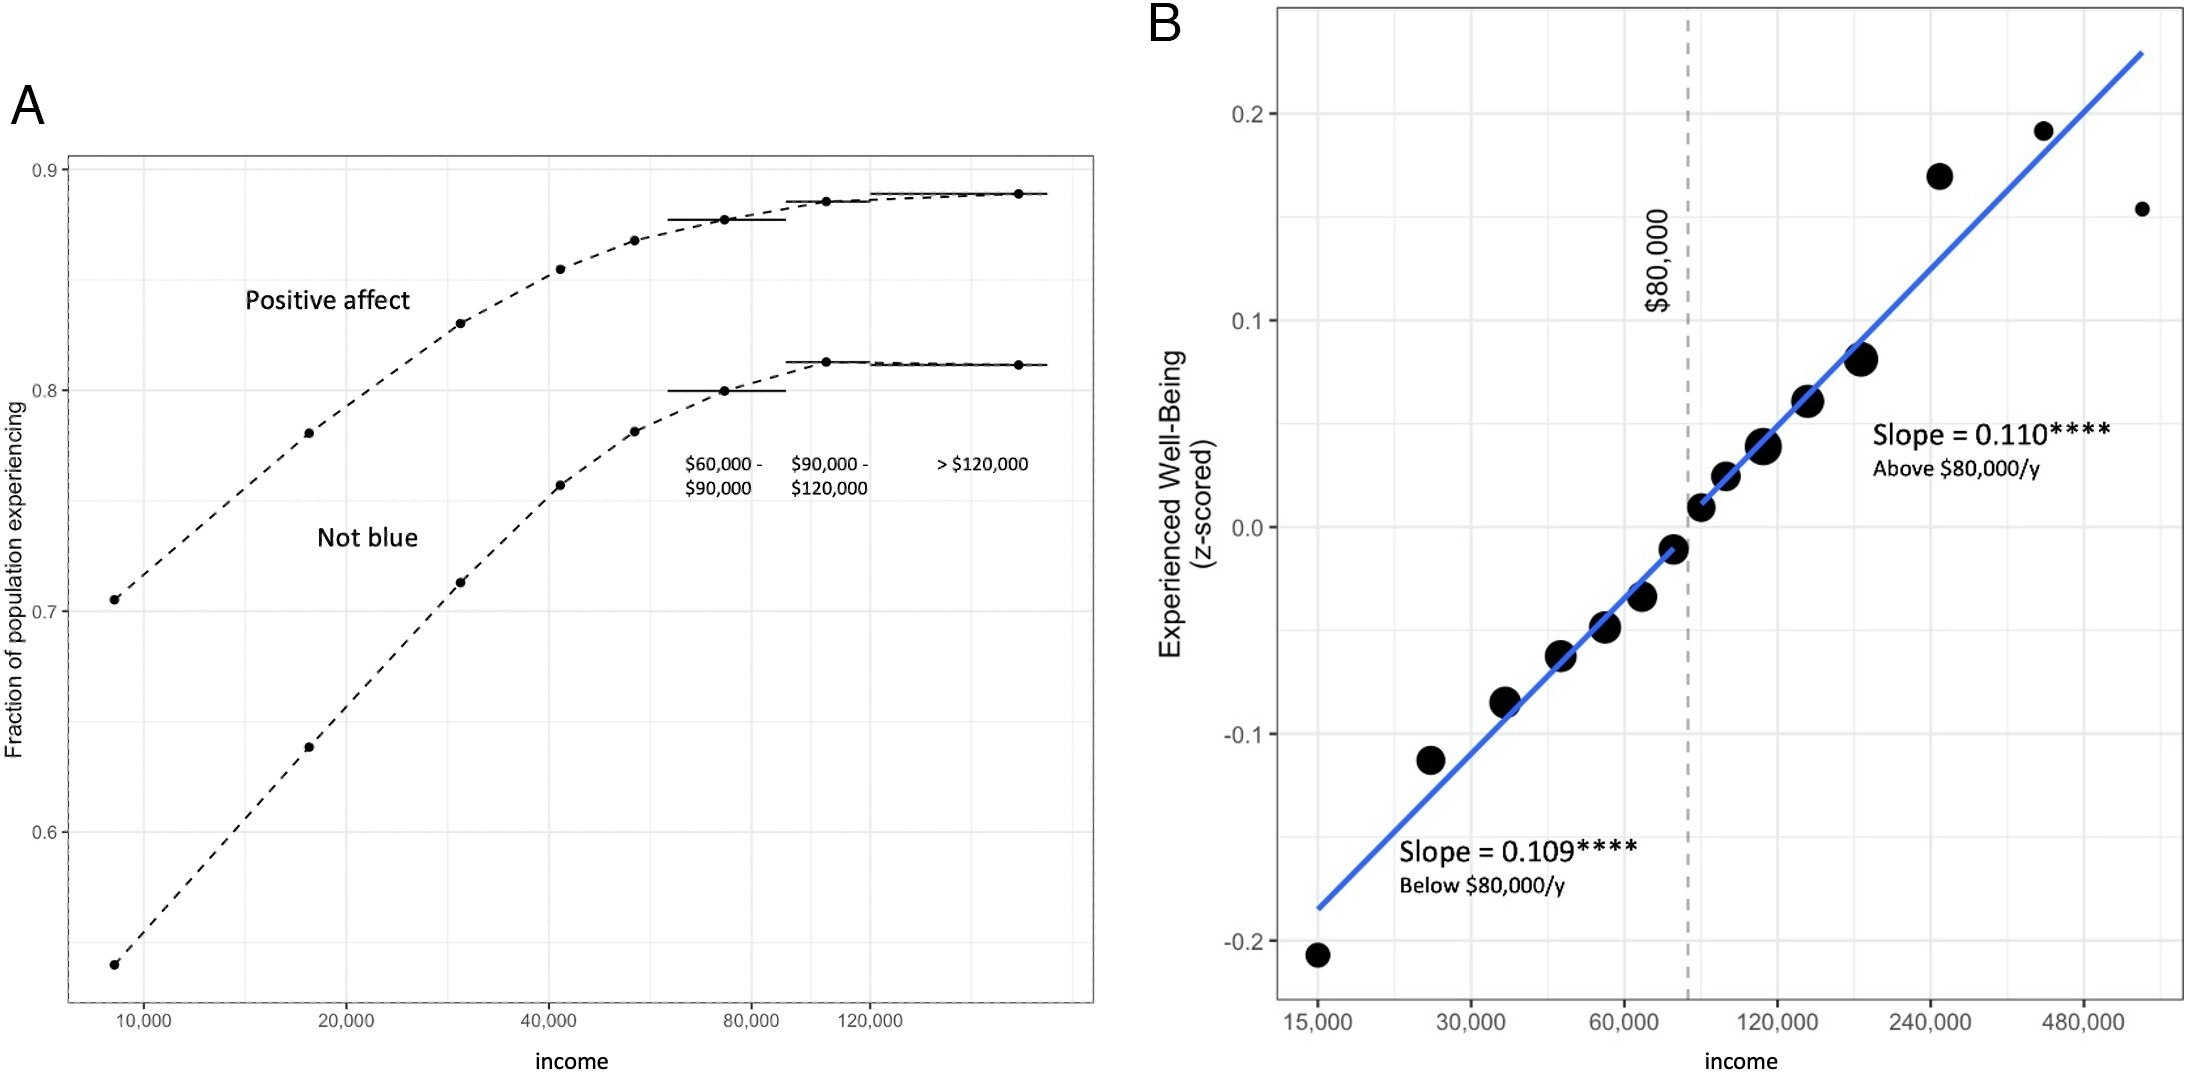 A
Fraction of population experiencing
0.9
0.8
0.7
0.6
Positive affect
Not blue
$60,000 -
$90,000
$90,000 -
$120,000
> $120,000
10,000
20,000
40,000
80,000
120,000
income
B
Experienced Well-Being
(z-scored)
0.2
0.1
0.0
-0.1
-0.2
$80,000
Slope = 0.110****
Above $80,000/y
Slope = 0.109****
Below $80,000/y
15,000
30,000
60,000
120,000
240,000
480,000
income